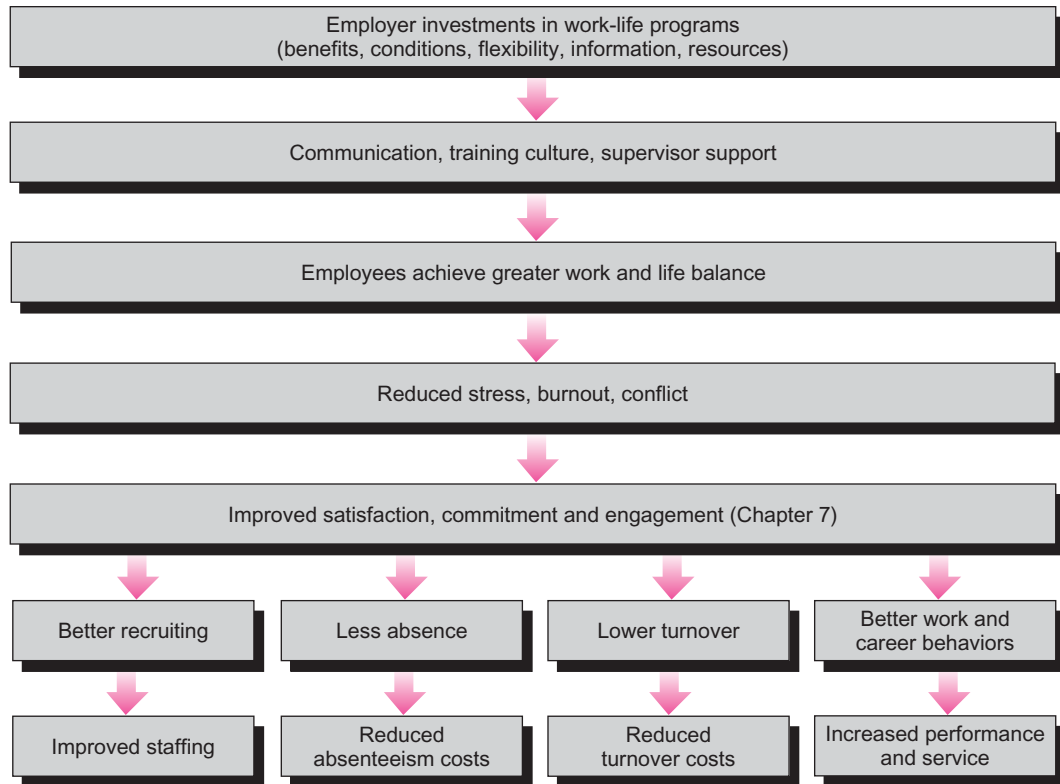 Employer investments in work-life programs
(benefits, conditions, flexibility, information, resources)
Communication, training culture, supervisor support
Employees achieve greater work and life balance
Reduced stress, burnout, conflict
Improved satisfaction, commitment and engagement (Chapter 7)
Better recruiting
Less absence
Lower turnover
Better work and
career behaviors
Improved staffing
Reduced
absenteeism costs
Reduced
turnover costs
Increased performance
and service